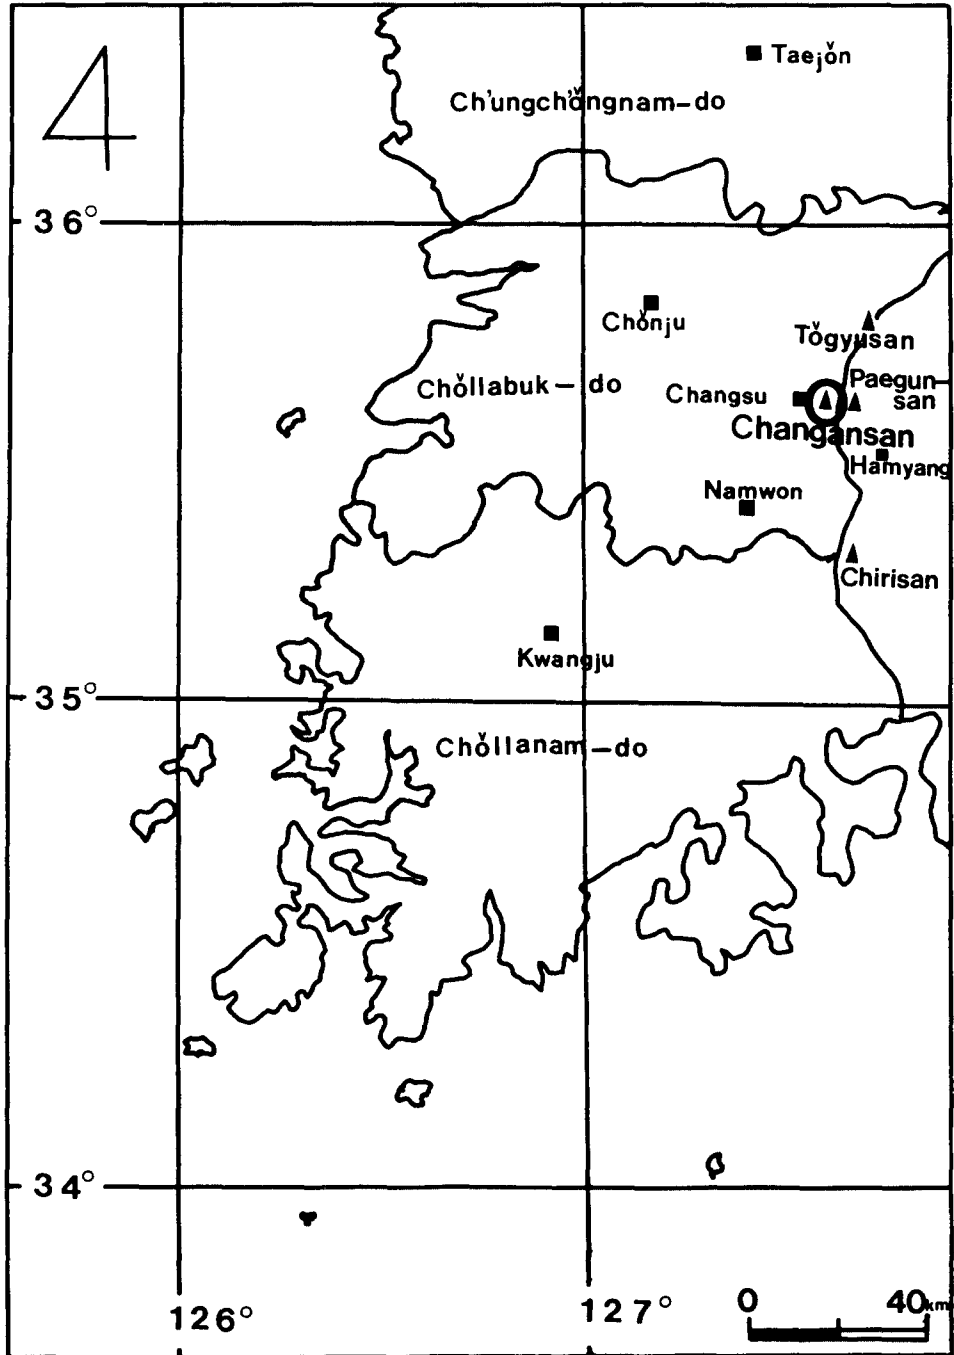 Taejŏn
Ch'ungch'ŏngnam-do
36°
Chŏnju
Tŏgyusan
Chŏllabuk-do
Changsu
Paegun-
san
Changansan
Hamyang
Namwon
Chirisan
Kwangju
35°
Chŏllanam-do
34°
126°
127°
0 40km